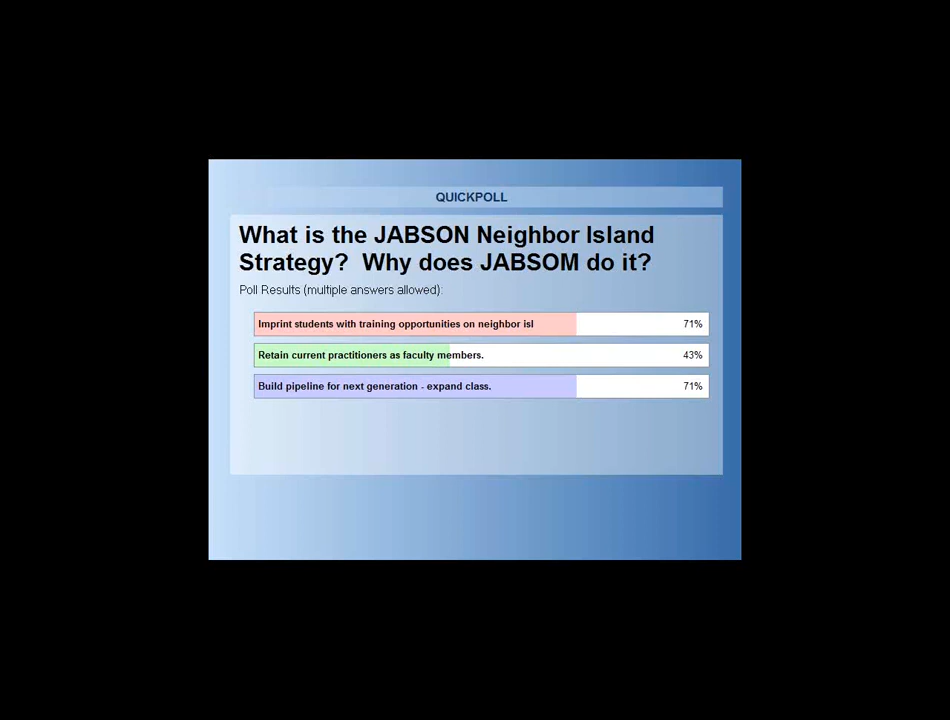 QUICKPOLL
What is the JABSON Neighbor Island
Strategy?  Why does JABSOM do it?
Poll Results (multiple answers allowed):
Imprint students with training opportunities on neighbor isl 71%
Retain current practitioners as faculty members. 43%
Build pipeline for next generation - expand class. 71%